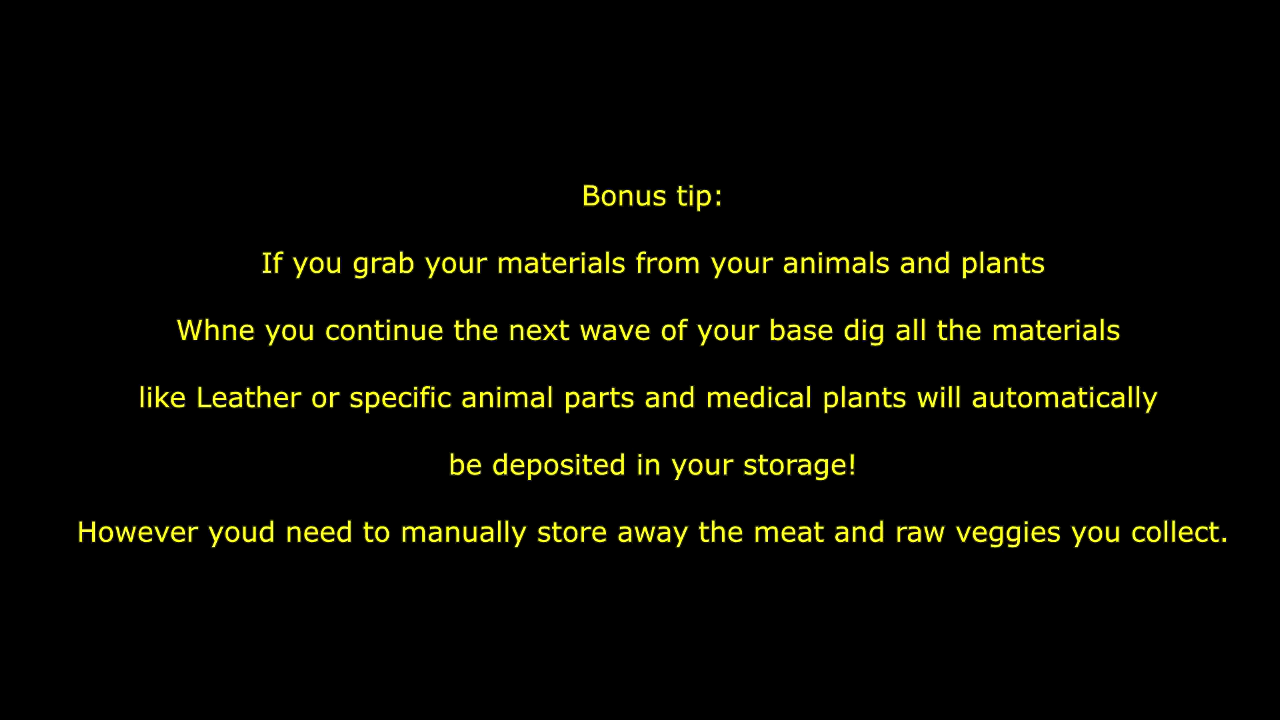 Bonus tip:
If you grab your materials from your animals and plants
Whne you continue the next wave of your base dig all the materials
like Leather or specific animal parts and medical plants will automatically
be deposited in your storage!
However youd need to manually store away the meat and raw veggies you collect.